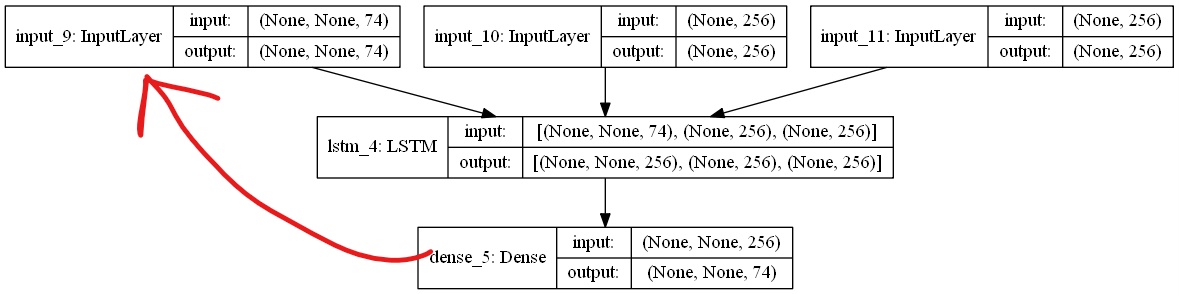 input_9: InputLayer
input: (None, None, 74)
output: (None, None, 74)
input_10: InputLayer
input: (None, 256)
output: (None, 256)
input_11: InputLayer
input: (None, 256)
output: (None, 256)
lstm_4: LSTM
input: [(None, None, 74), (None, 256), (None, 256)]
output: [(None, None, 256), (None, 256), (None, 256)]
dense_5: Dense
input: (None, None, 256)
output: (None, None, 74)